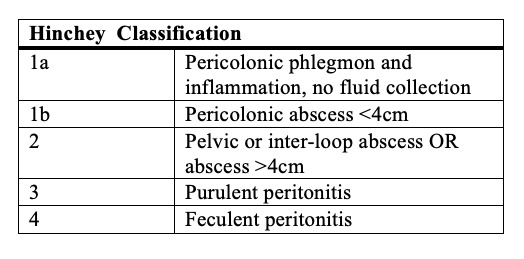 Hinchey Classification
1a Pericolonic phlegmon and
inflammation, no fluid collection
1b Pericolonic abscess <4cm
2 Pelvic or inter-loop abscess OR
abscess >4cm
3 Purulent peritonitis
4 Feculent peritonitis